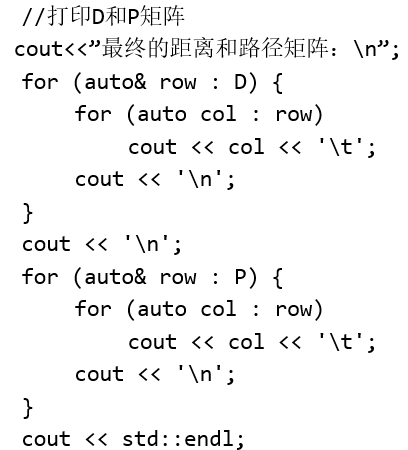 //打印D和P矩阵
cout<<”最终的距离和路径矩阵：\n”;
for (auto& row : D) {
    for (auto col : row)
        cout << col << '\t';
    cout << '\n';
}
cout << '\n';
for (auto& row : P) {
    for (auto col : row)
        cout << col << '\t';
    cout << '\n';
}
cout << std::endl;